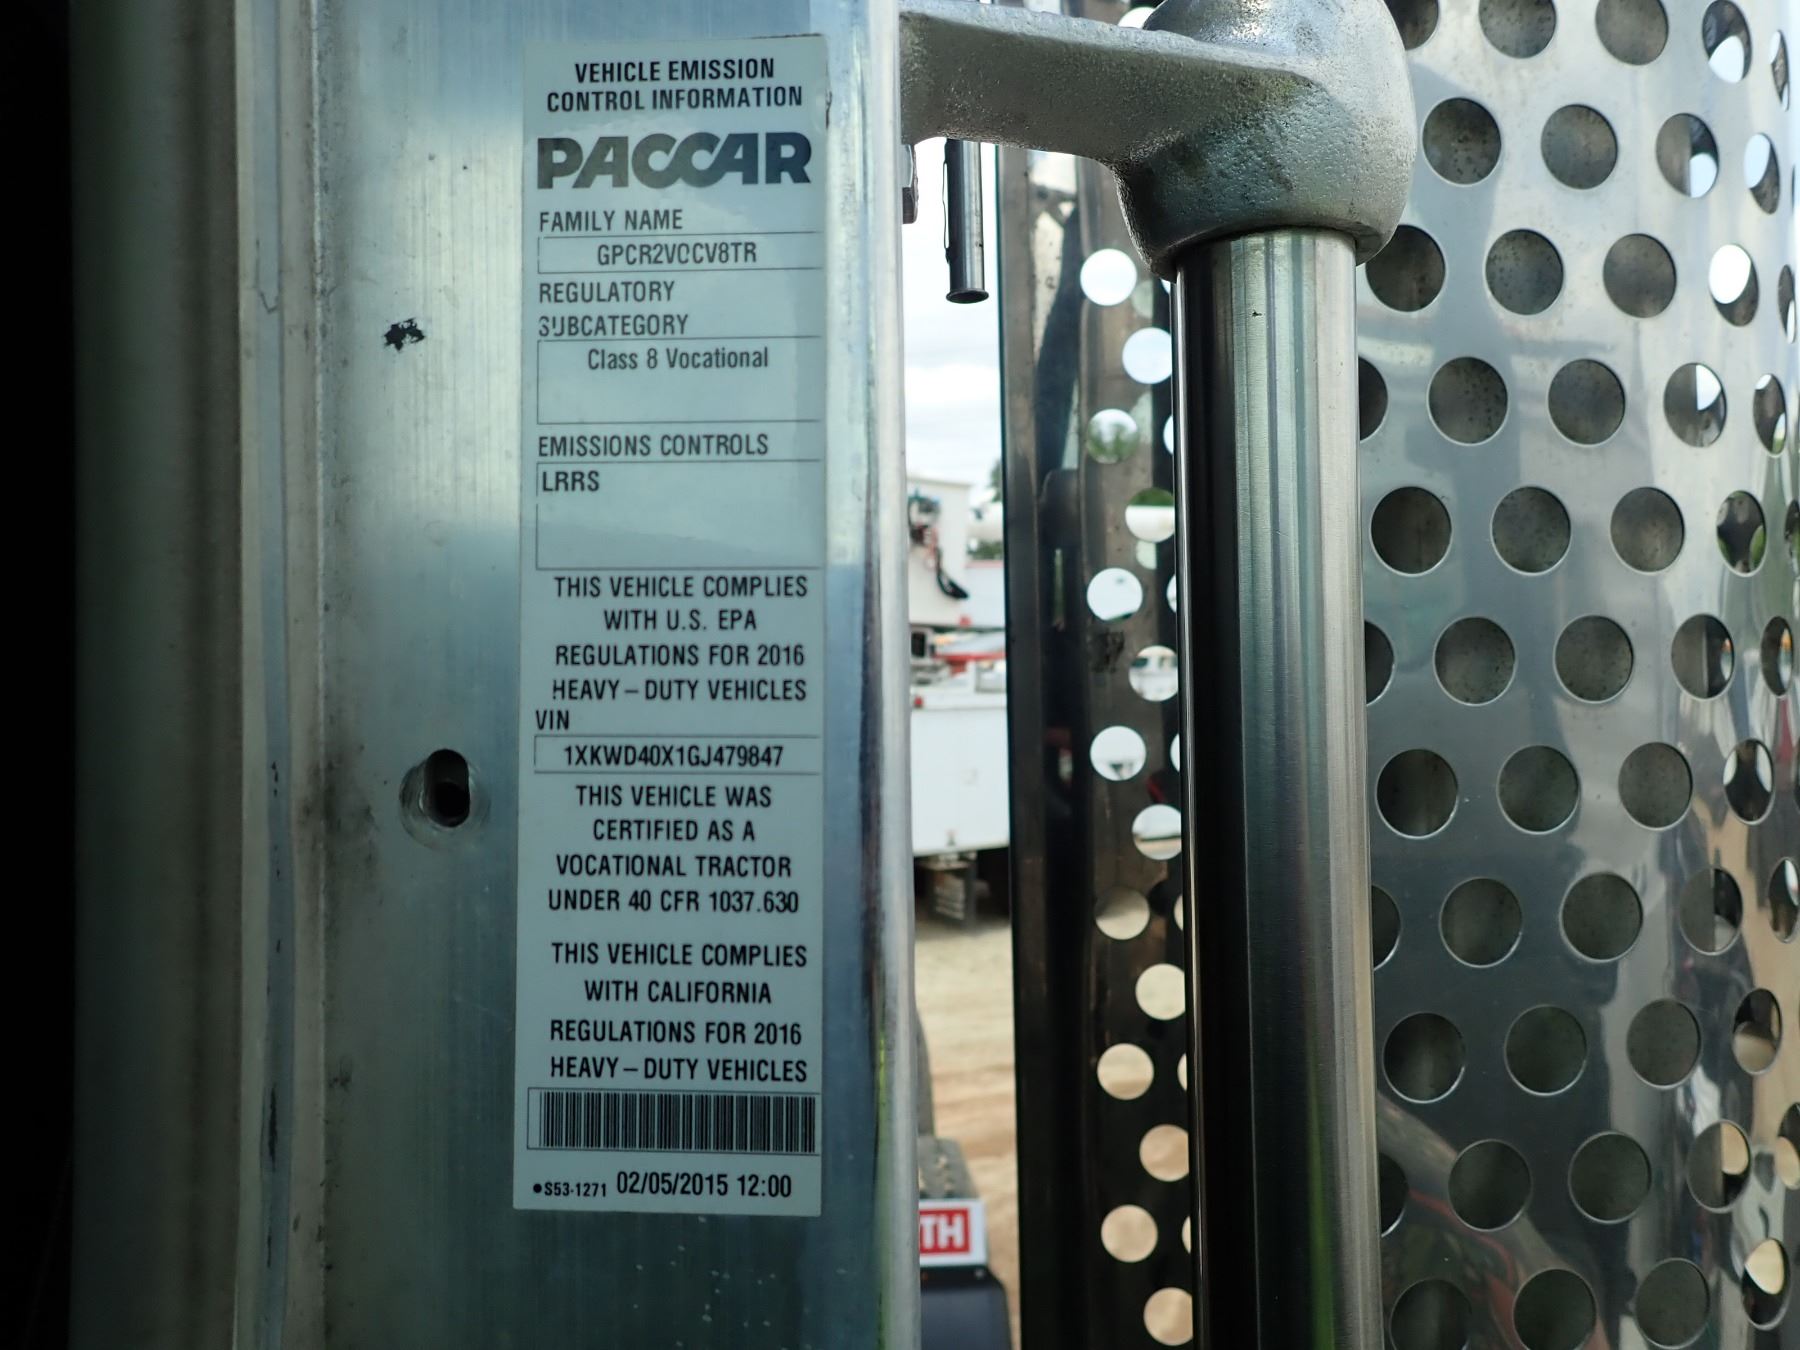 VEHICLE EMISSION
CONTROL INFORMATION
PACCAR
FAMILY NAME
GPCR2VOCV8TR
REGULATORY
SUBCATEGORY
Class 8 Vocational
EMISSIONS CONTROLS
LRRS
THIS VEHICLE COMPLIES
WITH U.S. EPA
REGULATIONS FOR 2016
HEAVY – DUTY VEHICLES
VIN
1XKWD40X1GJ479847
THIS VEHICLE WAS
CERTIFIED AS A
VOCATIONAL TRACTOR
UNDER 40 CFR 1037.630
THIS VEHICLE COMPLIES
WITH CALIFORNIA
REGULATIONS FOR 2016
HEAVY – DUTY VEHICLES
●S53-1271 02/05/2015 12:00
TH